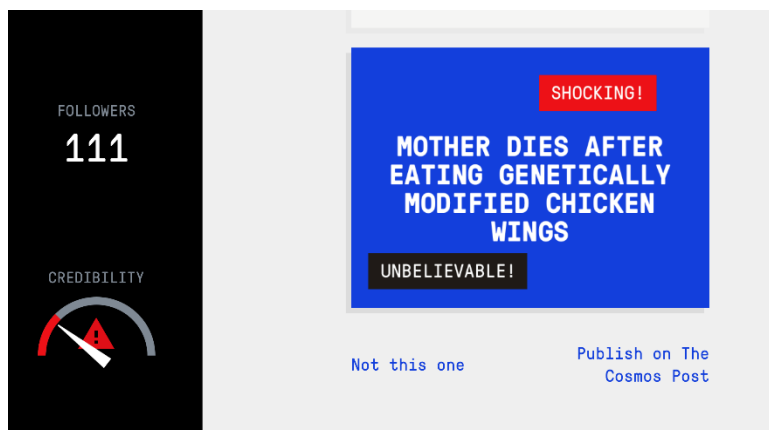 FOLLOWERS
111
CREDIBILITY
SHOCKING!
MOTHER DIES AFTER
EATING GENETICALLY
MODIFIED CHICKEN
WINGS
UNBELIEVABLE!
Not this one
Publish on The
Cosmos Post